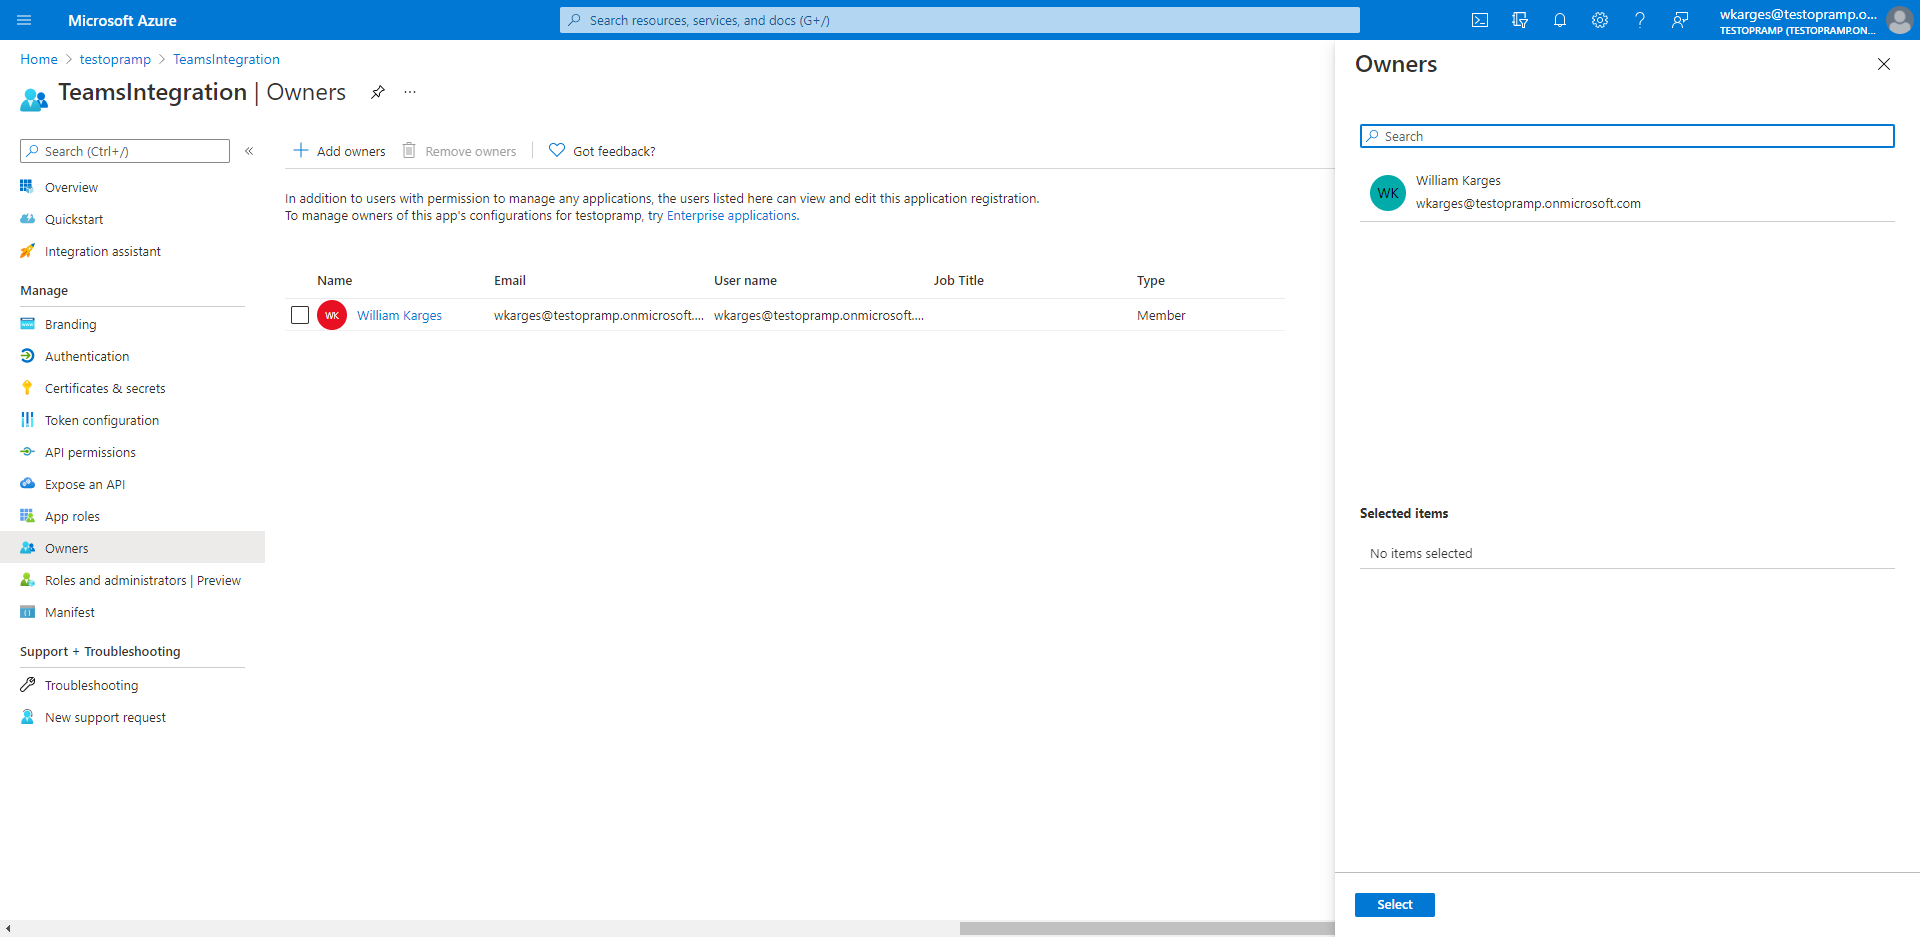 Microsoft Azure
Search resources, services, and docs (G+/)
wkarges@testopramp.o...
TESTOPRAMP (TESTOPRAMP.ON...
Home > testopramp > TeamsIntegration
TeamsIntegration | Owners
Search (Ctrl+/)
Overview
Quickstart
Integration assistant
Manage
Branding
Authentication
Certificates & secrets
Token configuration
API permissions
Expose an API
App roles
Owners
Roles and administrators | Preview
Manifest
Support + Troubleshooting
Troubleshooting
New support request
Add owners
Remove owners
Got feedback?
In addition to users with permission to manage any applications, the users listed here can view and edit this application registration.
To manage owners of this app's configurations for testopramp, try Enterprise applications.
Name Email User name Job Title Type
WK William Karges wkarges@testopramp.onmicrosoft.... wkarges@testopramp.onmicrosoft.... Member
Owners
Search
WK
William Karges
wkarges@testopramp.onmicrosoft.com
Selected items
No items selected
Select